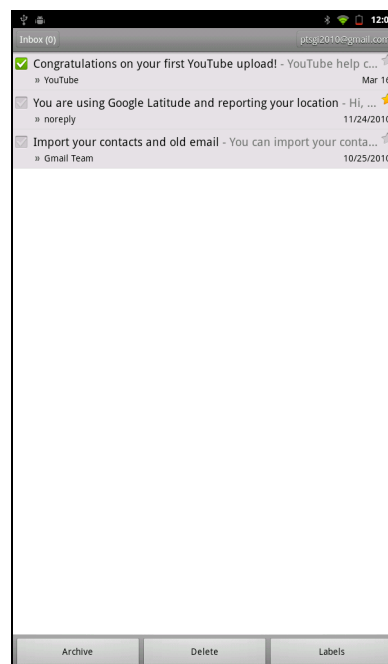 12:0
Inbox (0) ptsgi2010@gmail.com
Congratulations on your first YouTube upload! - YouTube help c...
» YouTube Mar 16
You are using Google Latitude and reporting your location - Hi, ...
» noreply 11/24/2010
Import your contacts and old email - You can import your conta...
» Gmail Team 10/25/2010
Archive Delete Labels